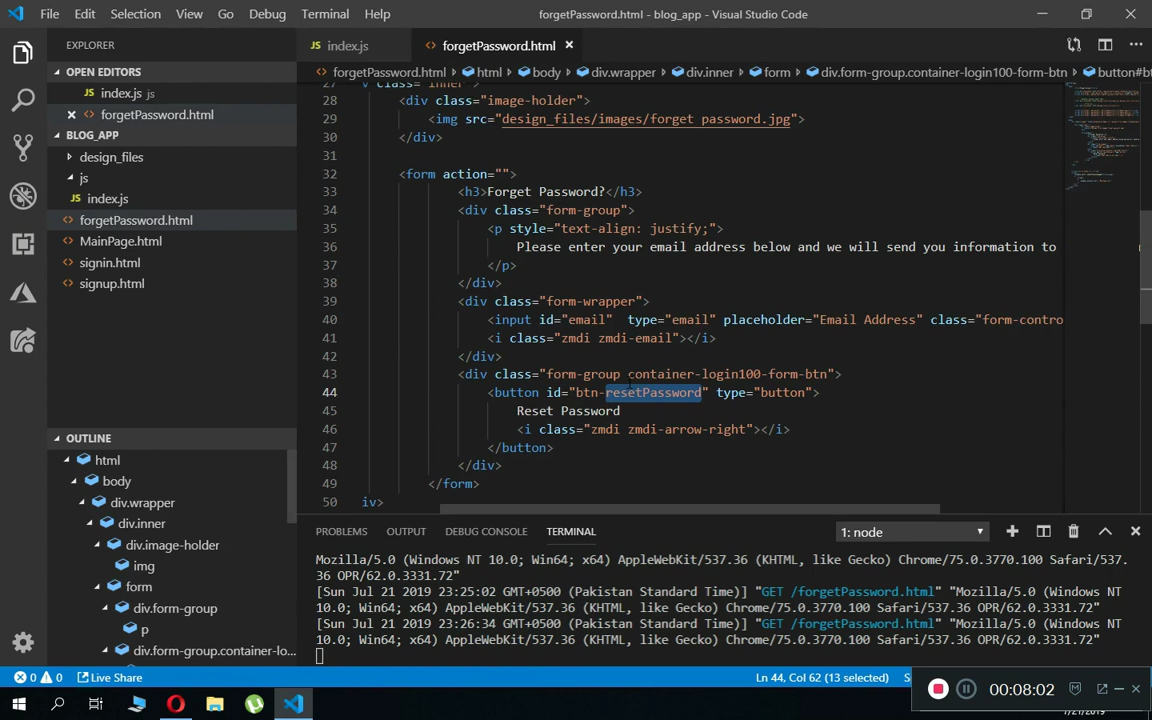 File Edit Selection View Go Debug Terminal Help forgetPassword.html - blog_app - Visual Studio Code
EXPLORER
OPEN EDITORS
index.js js
forgetPassword.html
BLOG_APP
design_files
js
index.js
forgetPassword.html
MainPage.html
signin.html
signup.html
OUTLINE
html
body
div.wrapper
div.inner
div.image-holder
img
form
div.form-group
p
div.form-group.container-lo...
index.js forgetPassword.html
forgetPassword.html html body div.wrapper div.inner form div.form-group.container-login100-form-btn button#bt
27 v class="inner">
28 <div class="image-holder">
29 <img src="design_files/images/forget password.jpg">
30 </div>
31
32 <form action="">
33 <h3>Forget Password?</h3>
34 <div class="form-group">
35 <p style="text-align: justify;">
36 Please enter your email address below and we will send you information to
37 </p>
38 </div>
39 <div class="form-wrapper">
40 <input id="email" type="email" placeholder="Email Address" class="form-contro
41 <i class="zmdi zmdi-email"></i>
42 </div>
43 <div class="form-group container-login100-form-btn">
44 <button id="btn-resetPassword" type="button">
45 Reset Password
46 <i class="zmdi zmdi-arrow-right"></i>
47 </button>
48 </div>
49 </form>
50 iv>
PROBLEMS OUTPUT DEBUG CONSOLE TERMINAL 1: node
Mozilla/5.0 (Windows NT 10.0; Win64; x64) AppleWebKit/537.36 (KHTML, like Gecko) Chrome/75.0.3770.100 Safari/537.
36 OPR/62.0.3331.72"
[Sun Jul 21 2019 23:25:02 GMT+0500 (Pakistan Standard Time)] "GET /forgetPassword.html" "Mozilla/5.0 (Windows NT
10.0; Win64; x64) AppleWebKit/537.36 (KHTML, like Gecko) Chrome/75.0.3770.100 Safari/537.36 OPR/62.0.3331.72"
[Sun Jul 21 2019 23:26:34 GMT+0500 (Pakistan Standard Time)] "GET /forgetPassword.html" "Mozilla/5.0 (Windows NT
10.0; Win64; x64) AppleWebKit/537.36 (KHTML, like Gecko) Chrome/75.0.3770.100 Safari/537.36 OPR/62.0.3331.72"
0 0 Live Share Ln 44, Col 62 (13 selected)
00:08:02